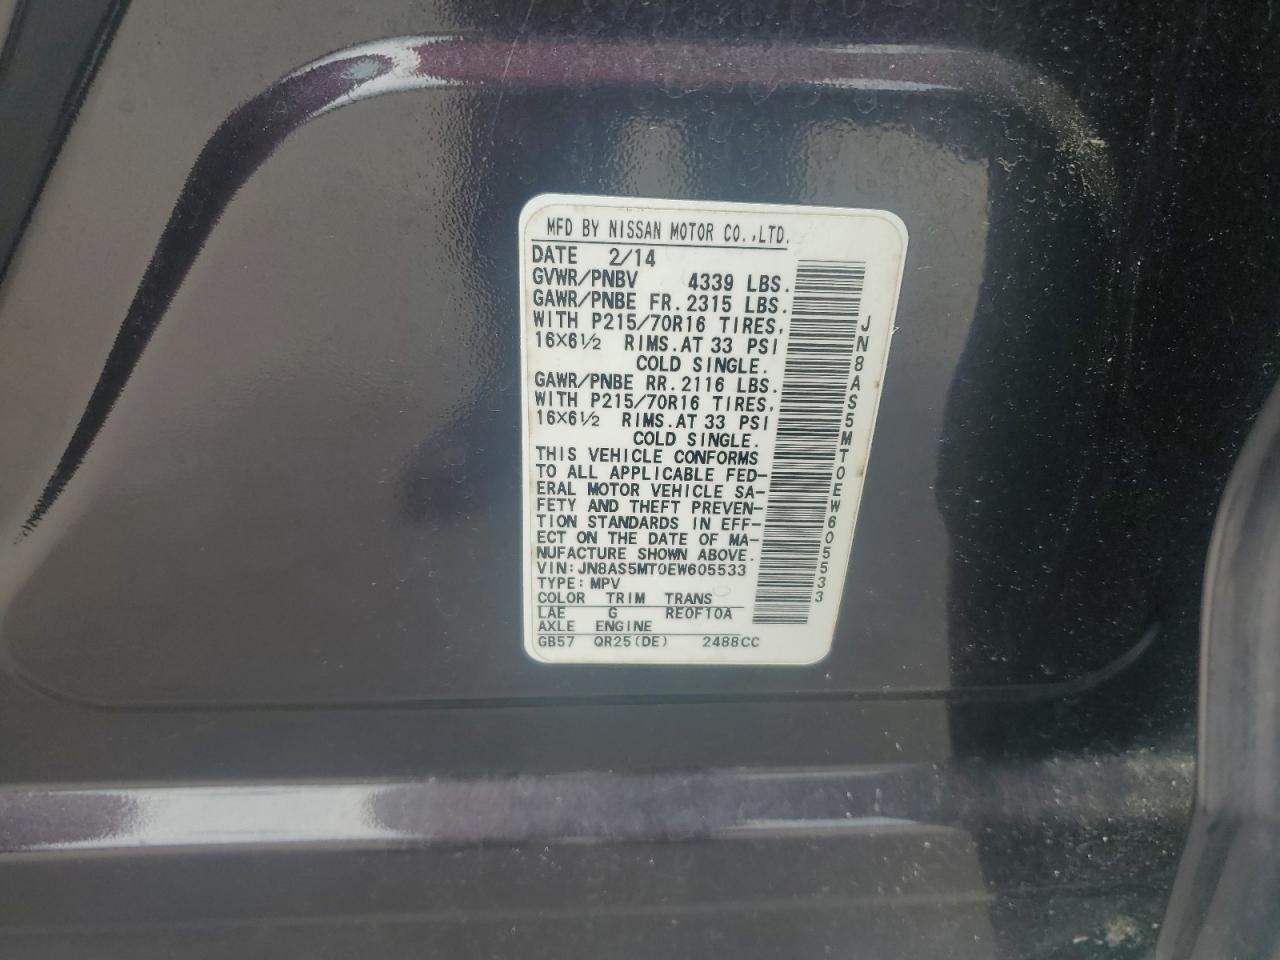 MFD BY NISSAN MOTOR CO.,LTD.
DATE 2/14
GVWR/PNBV 4339 LBS.
GAWR/PNBE FR.2315 LBS.
WITH P215/70R16 TIRES,
16×6½ RIMS.AT 33 PSI
COLD SINGLE.
GAWR/PNBE RR.2116 LBS.
WITH P215/70R16 TIRES,
16×6½ RIMS.AT 33 PSI
COLD SINGLE.
THIS VEHICLE CONFORMS
TO ALL APPLICABLE FED-
ERAL MOTOR VEHICLE SA-
FETY AND THEFT PREVEN-
TION STANDARDS IN EFF-
ECT ON THE DATE OF MA-
NUFACTURE SHOWN ABOVE.
VIN:JN8AS5MT0EW605533
TYPE:MPV
COLOR TRIM TRANS
LAE G RE0F10A
AXLE ENGINE
GB57 QR25(DE) 2488CC
JN8AS5MT0EW605533